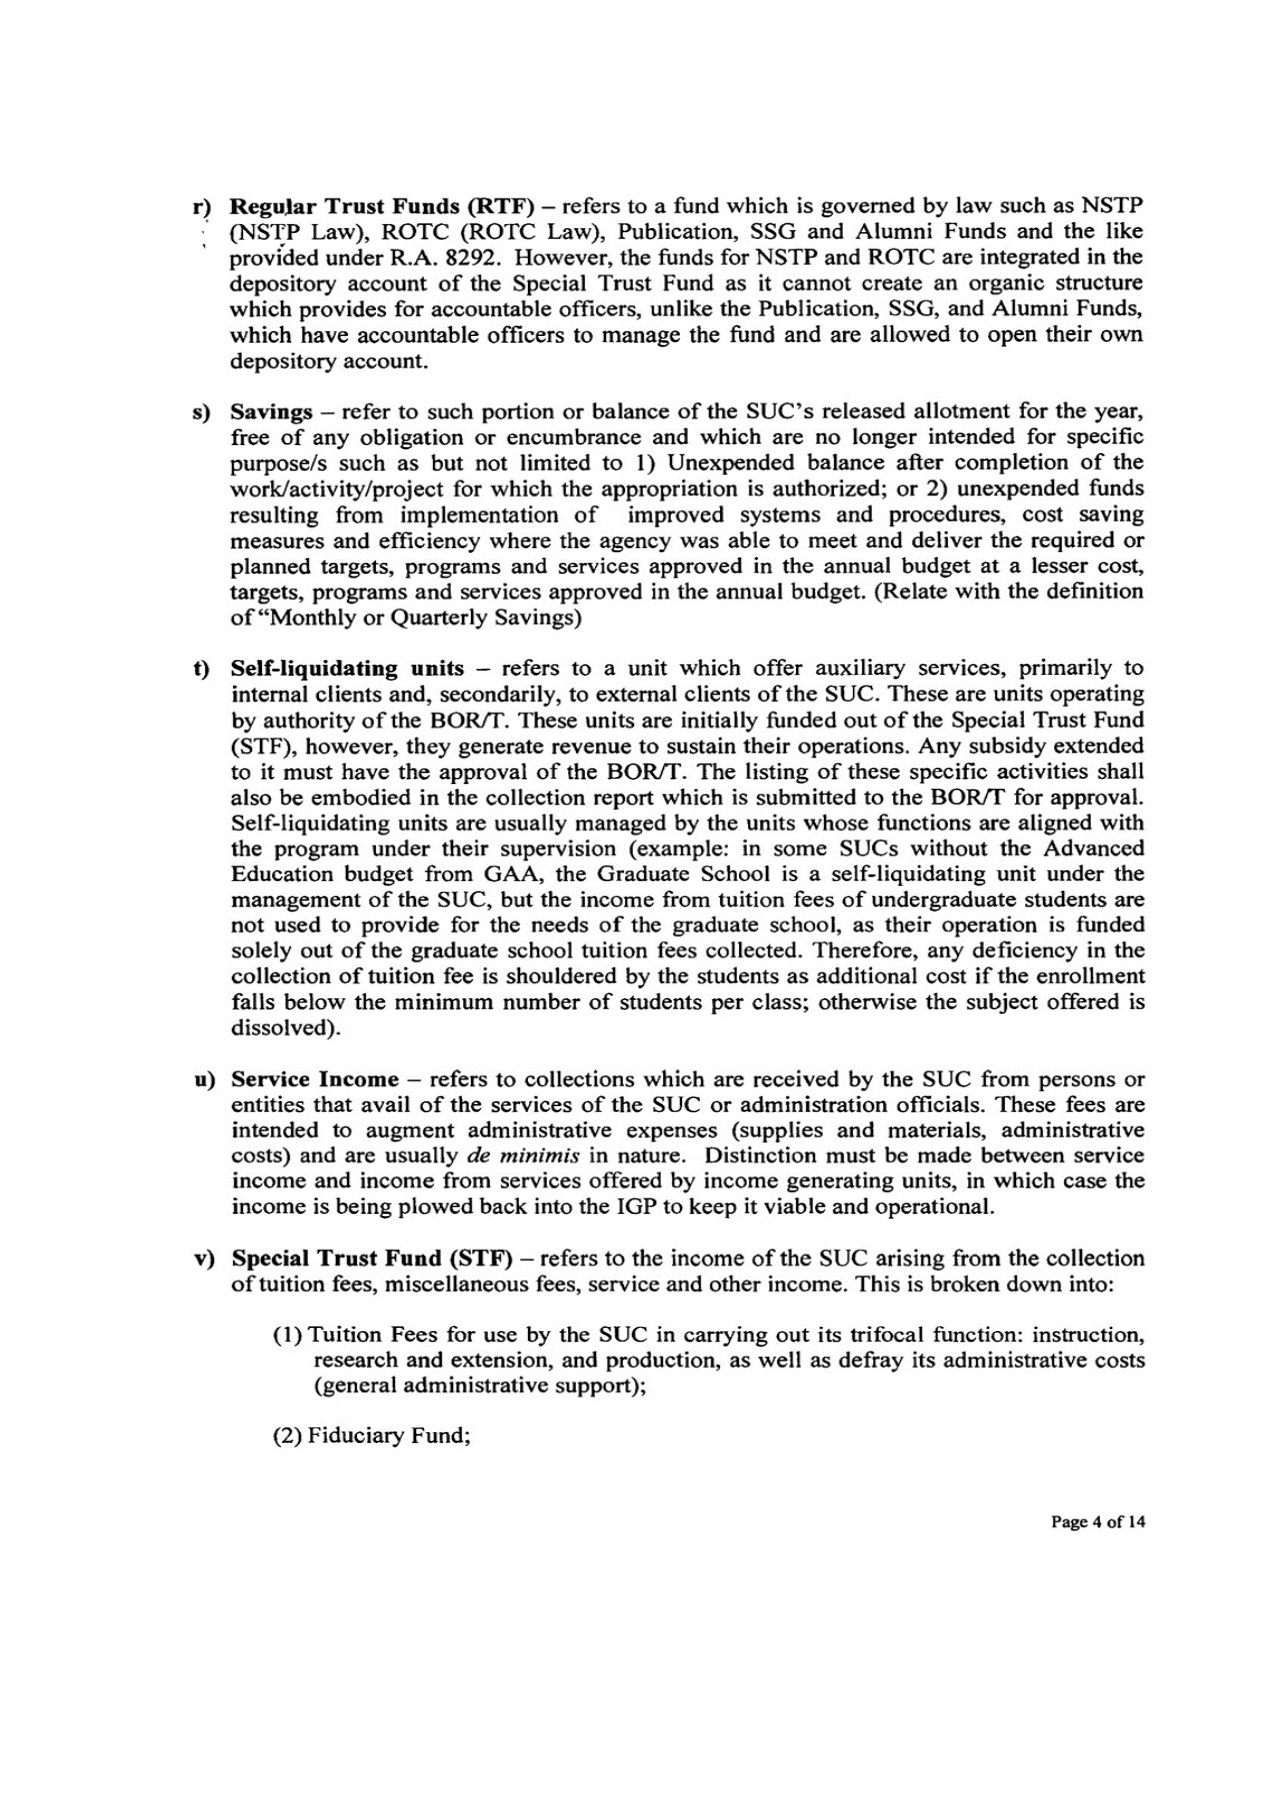 r) Regular Trust Funds (RTF) – refers to a fund which is governed by law such as NSTP
(NSTP Law), ROTC (ROTC Law), Publication, SSG and Alumni Funds and the like
provided under R.A. 8292. However, the funds for NSTP and ROTC are integrated in the
depository account of the Special Trust Fund as it cannot create an organic structure
which provides for accountable officers, unlike the Publication, SSG, and Alumni Funds,
which have accountable officers to manage the fund and are allowed to open their own
depository account.
s) Savings – refer to such portion or balance of the SUC's released allotment for the year,
free of any obligation or encumbrance and which are no longer intended for specific
purpose/s such as but not limited to 1) Unexpended balance after completion of the
work/activity/project for which the appropriation is authorized; or 2) unexpended funds
resulting from implementation of improved systems and procedures, cost saving
measures and efficiency where the agency was able to meet and deliver the required or
planned targets, programs and services approved in the annual budget at a lesser cost,
targets, programs and services approved in the annual budget. (Relate with the definition
of "Monthly or Quarterly Savings)
t) Self-liquidating units – refers to a unit which offer auxiliary services, primarily to
internal clients and, secondarily, to external clients of the SUC. These are units operating
by authority of the BOR/T. These units are initially funded out of the Special Trust Fund
(STF), however, they generate revenue to sustain their operations. Any subsidy extended
to it must have the approval of the BOR/T. The listing of these specific activities shall
also be embodied in the collection report which is submitted to the BOR/T for approval.
Self-liquidating units are usually managed by the units whose functions are aligned with
the program under their supervision (example: in some SUCs without the Advanced
Education budget from GAA, the Graduate School is a self-liquidating unit under the
management of the SUC, but the income from tuition fees of undergraduate students are
not used to provide for the needs of the graduate school, as their operation is funded
solely out of the graduate school tuition fees collected. Therefore, any deficiency in the
collection of tuition fee is shouldered by the students as additional cost if the enrollment
falls below the minimum number of students per class; otherwise the subject offered is
dissolved).
u) Service Income – refers to collections which are received by the SUC from persons or
entities that avail of the services of the SUC or administration officials. These fees are
intended to augment administrative expenses (supplies and materials, administrative
costs) and are usually de minimis in nature. Distinction must be made between service
income and income from services offered by income generating units, in which case the
income is being plowed back into the IGP to keep it viable and operational.
v) Special Trust Fund (STF) – refers to the income of the SUC arising from the collection
of tuition fees, miscellaneous fees, service and other income. This is broken down into:
(1) Tuition Fees for use by the SUC in carrying out its trifocal function: instruction,
research and extension, and production, as well as defray its administrative costs
(general administrative support);
(2) Fiduciary Fund;
Page 4 of 14